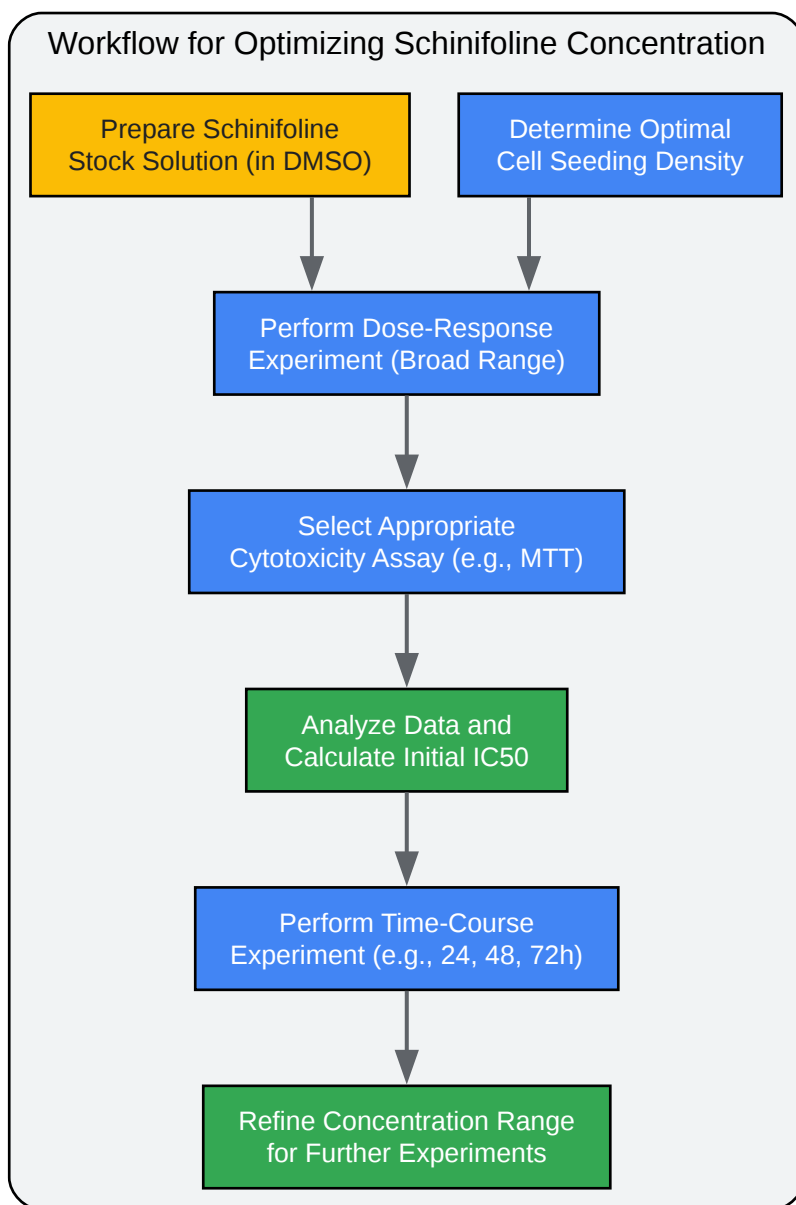 Workflow for Optimizing Schinifoline Concentration
Prepare Schinifoline
Stock Solution (in DMSO)
Determine Optimal
Cell Seeding Density
Perform Dose-Response
Experiment (Broad Range)
Select Appropriate
Cytotoxicity Assay (e.g., MTT)
Analyze Data and
Calculate Initial IC50
Perform Time-Course
Experiment (e.g., 24, 48, 72h)
Refine Concentration Range
for Further Experiments